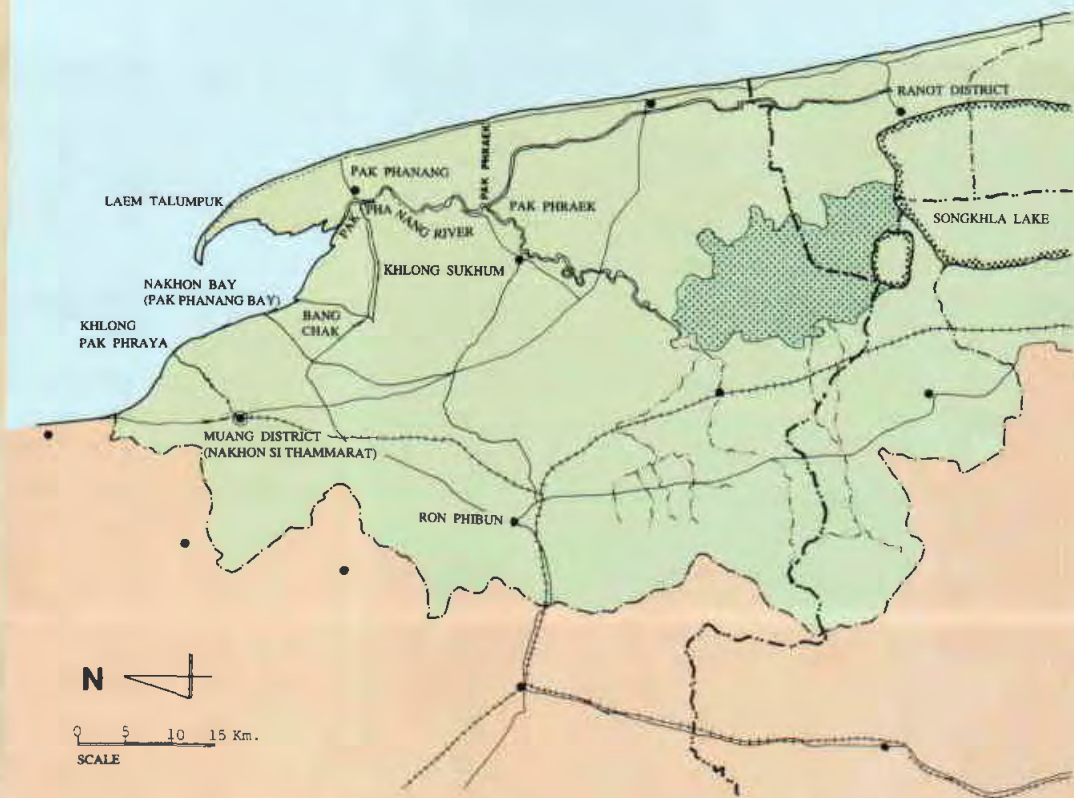 RANOT DISTRICT
PAK PHRAEK
PAK PHANANG
LAEM TALUMPUK
PAK PHANANG RIVER
PAK PHRAEK
SONGKHLA LAKE
KHLONG SUKHUM
NAKHON BAY
(PAK PHANANG BAY)
BANG
CHAK
KHLONG
PAK PHRAYA
MUANG DISTRICT
(NAKHON SI THAMMARAT)
RON PHIBUN
N
0 5 10 15 Km.
SCALE